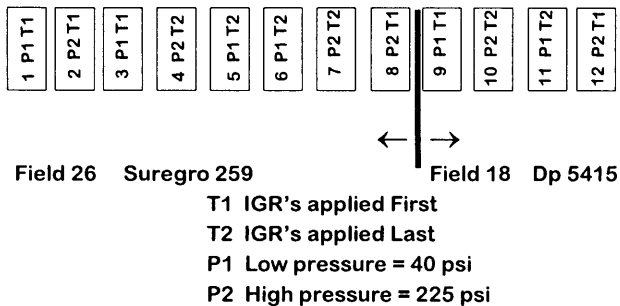 1 P1 T1
2 P2 T1
3 P1 T1
4 P2 T2
5 P1 T2
6 P1 T2
7 P2 T2
8 P2 T1
9 P1 T1
10 P2 T2
11 P1 T2
12 P2 T1
Field 26 Suregro 259 Field 18 Dp 5415
T1 IGR's applied First
T2 IGR's applied Last
P1 Low pressure = 40 psi
P2 High pressure = 225 psi